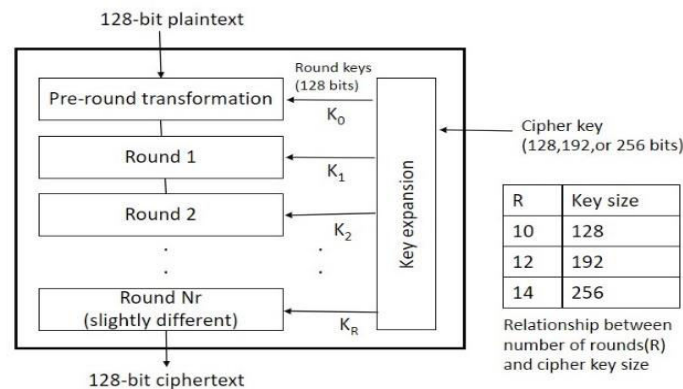 128-bit plaintext
Round keys
(128 bits)
Pre-round transformation
K0
Cipher key
(128,192,or 256 bits)
Round 1
K1
Round 2
K2
Key expansion
. .
. .
Round Nr
(slightly different)
KR
128-bit ciphertext
R Key size
10 128
12 192
14 256
Relationship between
number of rounds(R)
and cipher key size